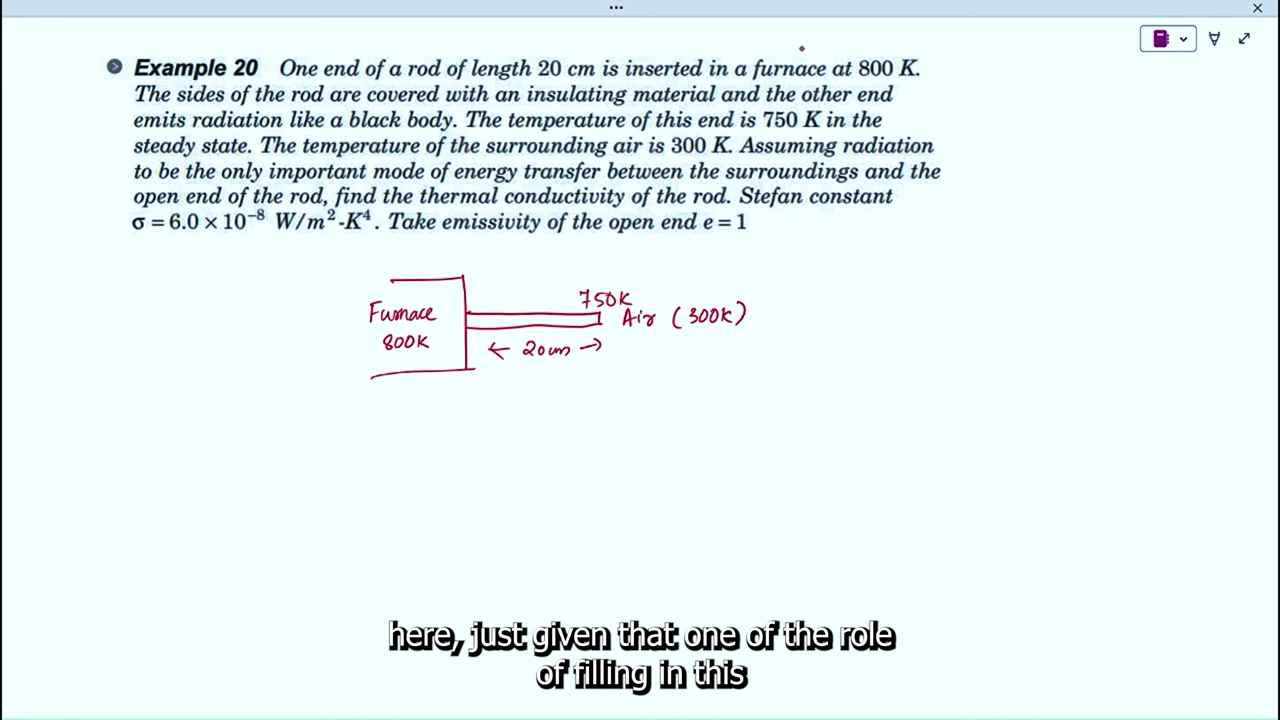 Example 20 One end of a rod of length 20 cm is inserted in a furnace at 800 K.
The sides of the rod are covered with an insulating material and the other end
emits radiation like a black body. The temperature of this end is 750 K in the
steady state. The temperature of the surrounding air is 300 K. Assuming radiation
to be the only important mode of energy transfer between the surroundings and the
open end of the rod, find the thermal conductivity of the rod. Stefan constant
σ = 6.0 × 10⁻⁸ W/m²-K⁴. Take emissivity of the open end e = 1
750K
Furnace
Air (300K)
800K
← 20cm →
here, just given that one of the role
of filling in this